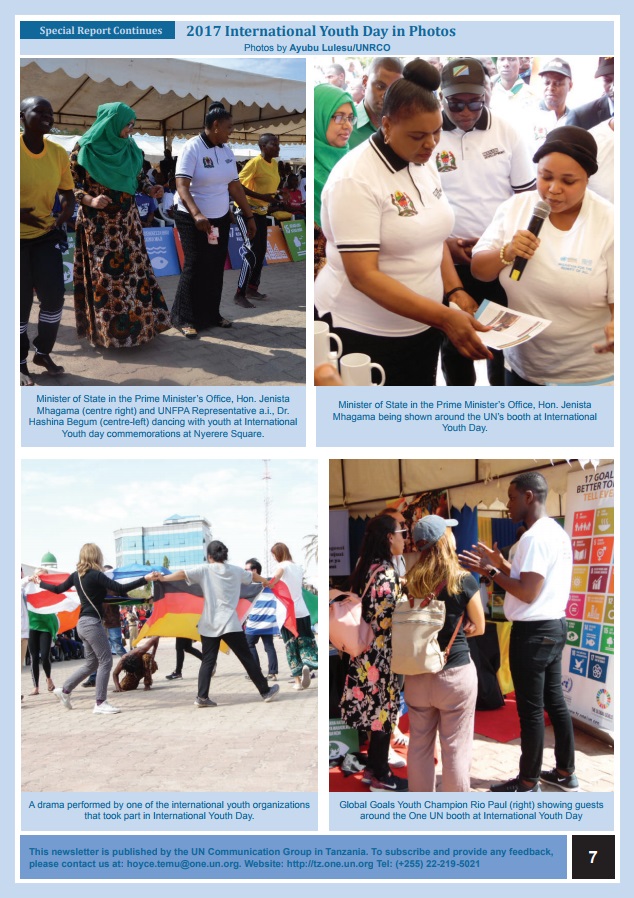 Special Report Continues
2017 International Youth Day in Photos
Photos by Ayubu Lulesu/UNRCO
Minister of State in the Prime Minister's Office, Hon. Jenista
Mhagama (centre right) and UNFPA Representative a.i., Dr.
Hashina Begum (centre-left) dancing with youth at International
Youth day commemorations at Nyerere Square.
Minister of State in the Prime Minister's Office, Hon. Jenista
Mhagama being shown around the UN's booth at International
Youth Day.
17 GOAL
A drama performed by one of the international youth organizations
that took part in International Youth Day.
Global Goals Youth Champion Rio Paul (right) showing guests
around the One UN booth at International Youth Day
This newsletter is published by the UN Communication Group in Tanzania. To subscribe and provide any feedback,
please contact us at: hoyce.temu@one.un.org. Website: http://tz.one.un.org Tel: (+255) 22-219-5021
7